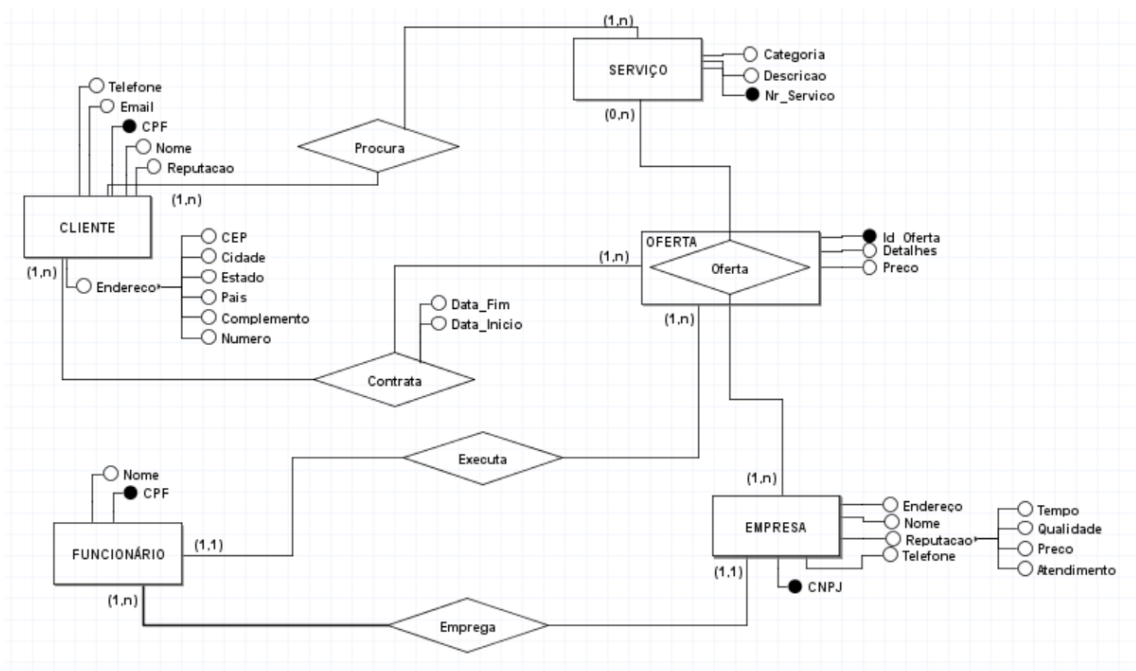 (1,n)
SERVIÇO
Categoria
Descricao
Nr_Servico
(0,n)
Telefone
Email
CPF
Nome
Reputacao
Procura
(1,n)
CLIENTE
(1,n)
Endereco
CEP
Cidade
Estado
Pais
Complemento
Numero
(1,n)
OFERTA
Oferta
Id_Oferta
Detalhes
Preco
(1,n)
Data_Fim
Data_Inicio
Contrata
Executa
Nome
CPF
FUNCIONÁRIO
(1,1)
(1,n)
(1,n)
EMPRESA
Endereço
Nome
Reputacao
Telefone
Tempo
Qualidade
Preco
Atendimento
(1,1)
CNPJ
Emprega